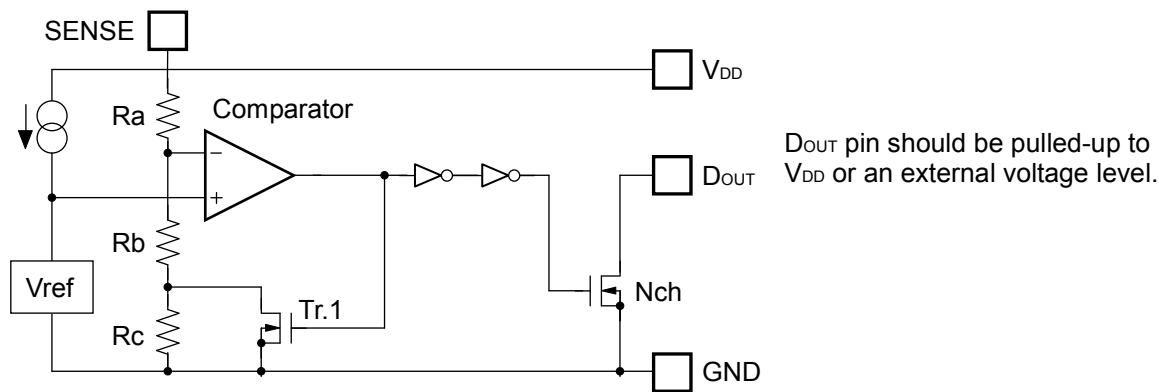 SENSE
VDD
Ra
Comparator
−
+
DOUT
DOUT pin should be pulled-up to
VDD or an external voltage level.
Rb
Vref
Nch
Tr.1
Rc
GND